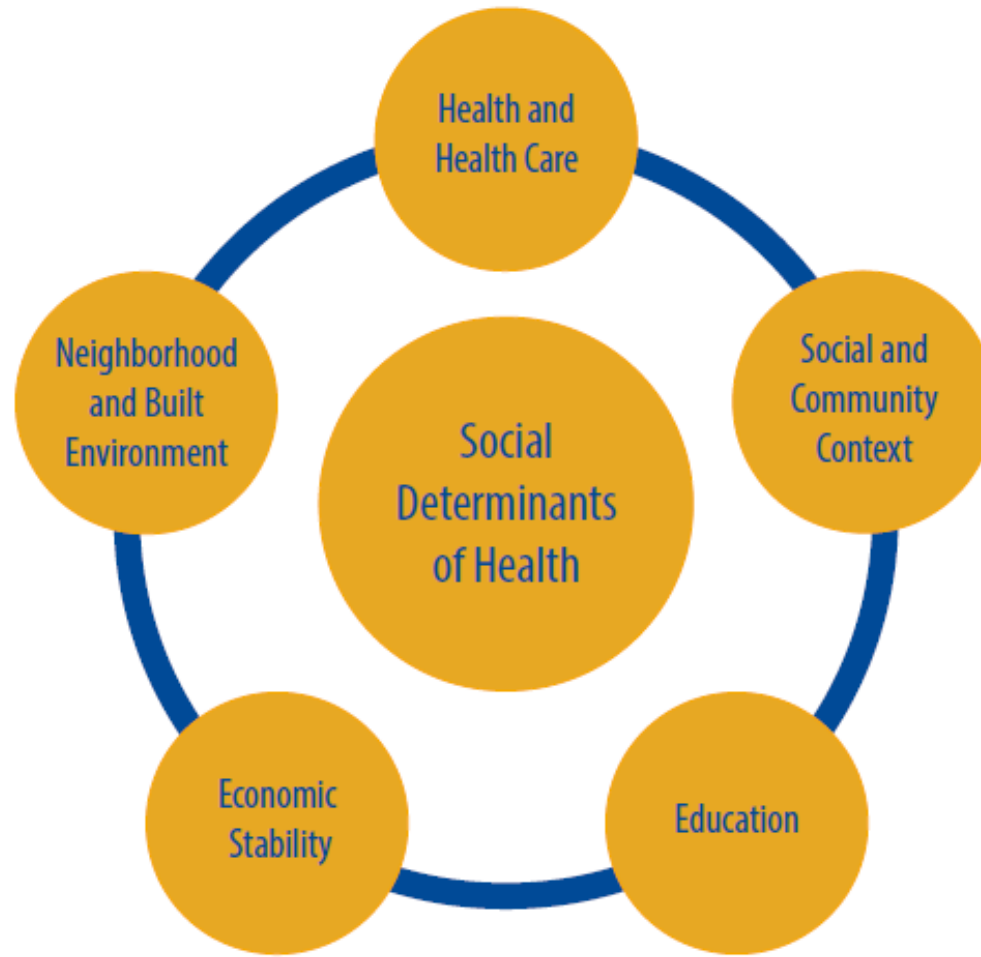 Health and
Health Care
Neighborhood
and Built
Environment
Social and
Community
Context
Social
Determinants
of Health
Economic
Stability
Education